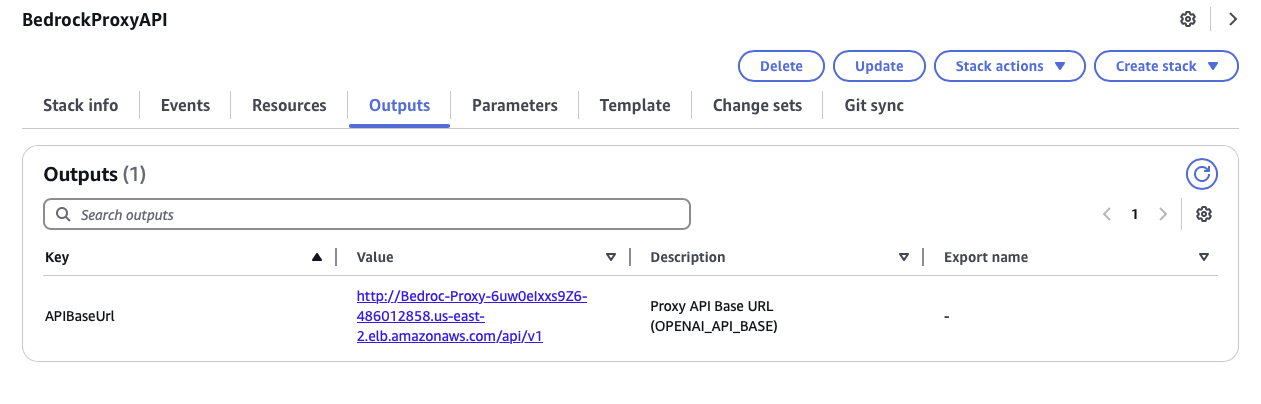 BedrockProxyAPI
Delete
Update
Stack actions
Create stack
Stack info
Events
Resources
Outputs
Parameters
Template
Change sets
Git sync
Outputs (1)
Search outputs
1
Key
Value
Description
Export name
APIBaseUrl
http://Bedroc-Proxy-6uw0eIxxs9Z6-
486012858.us-east-
2.elb.amazonaws.com/api/v1
Proxy API Base URL
(OPENAI_API_BASE)
-